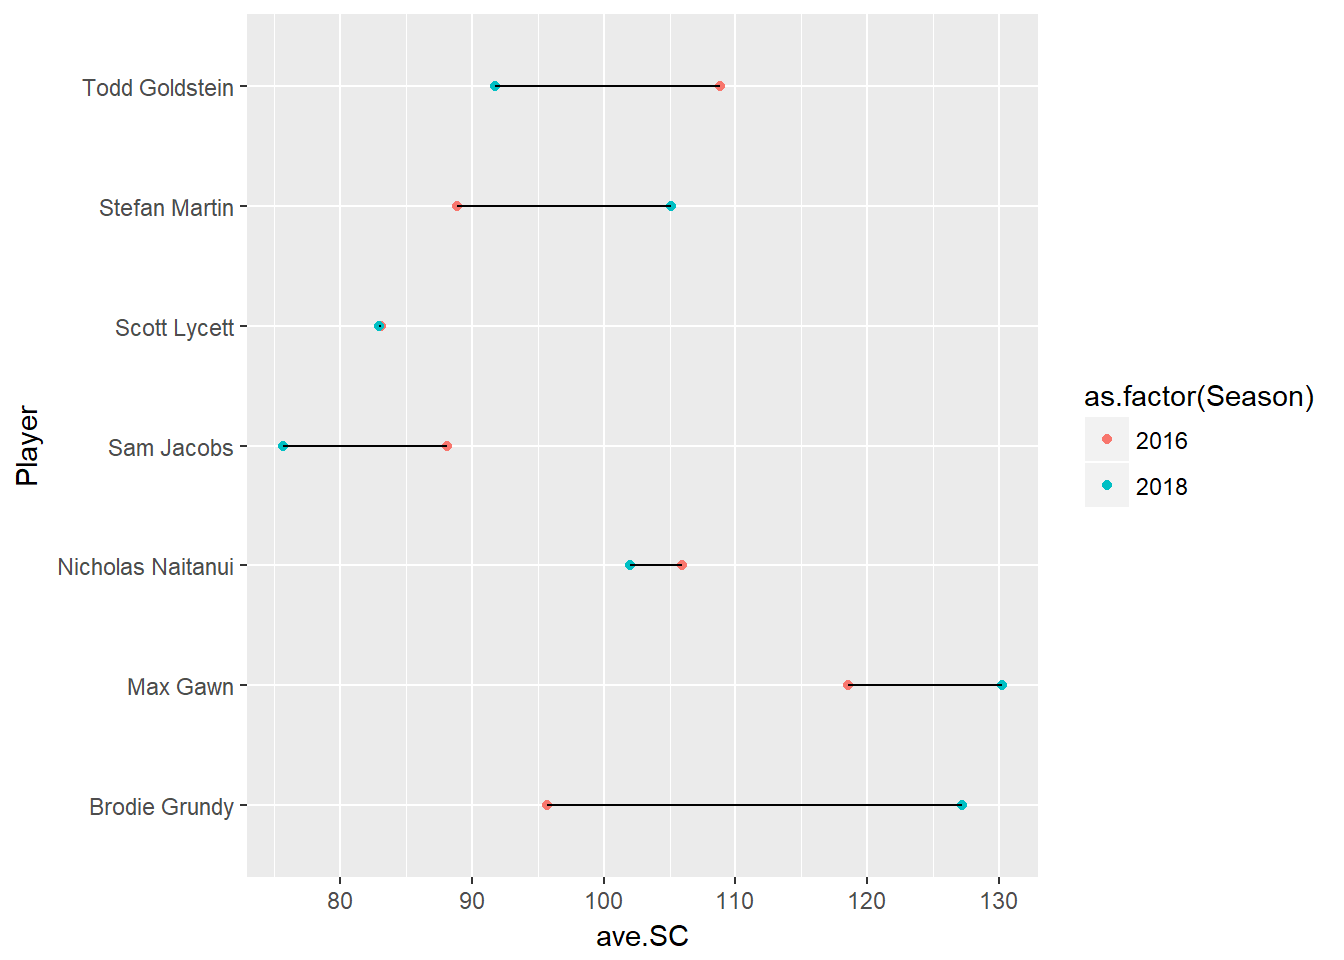 Todd Goldstein
Stefan Martin
Scott Lycett
Sam Jacobs
Nicholas Naitanui
Max Gawn
Brodie Grundy
Player
80 90 100 110 120 130
ave.SC
as.factor(Season)
2016
2018